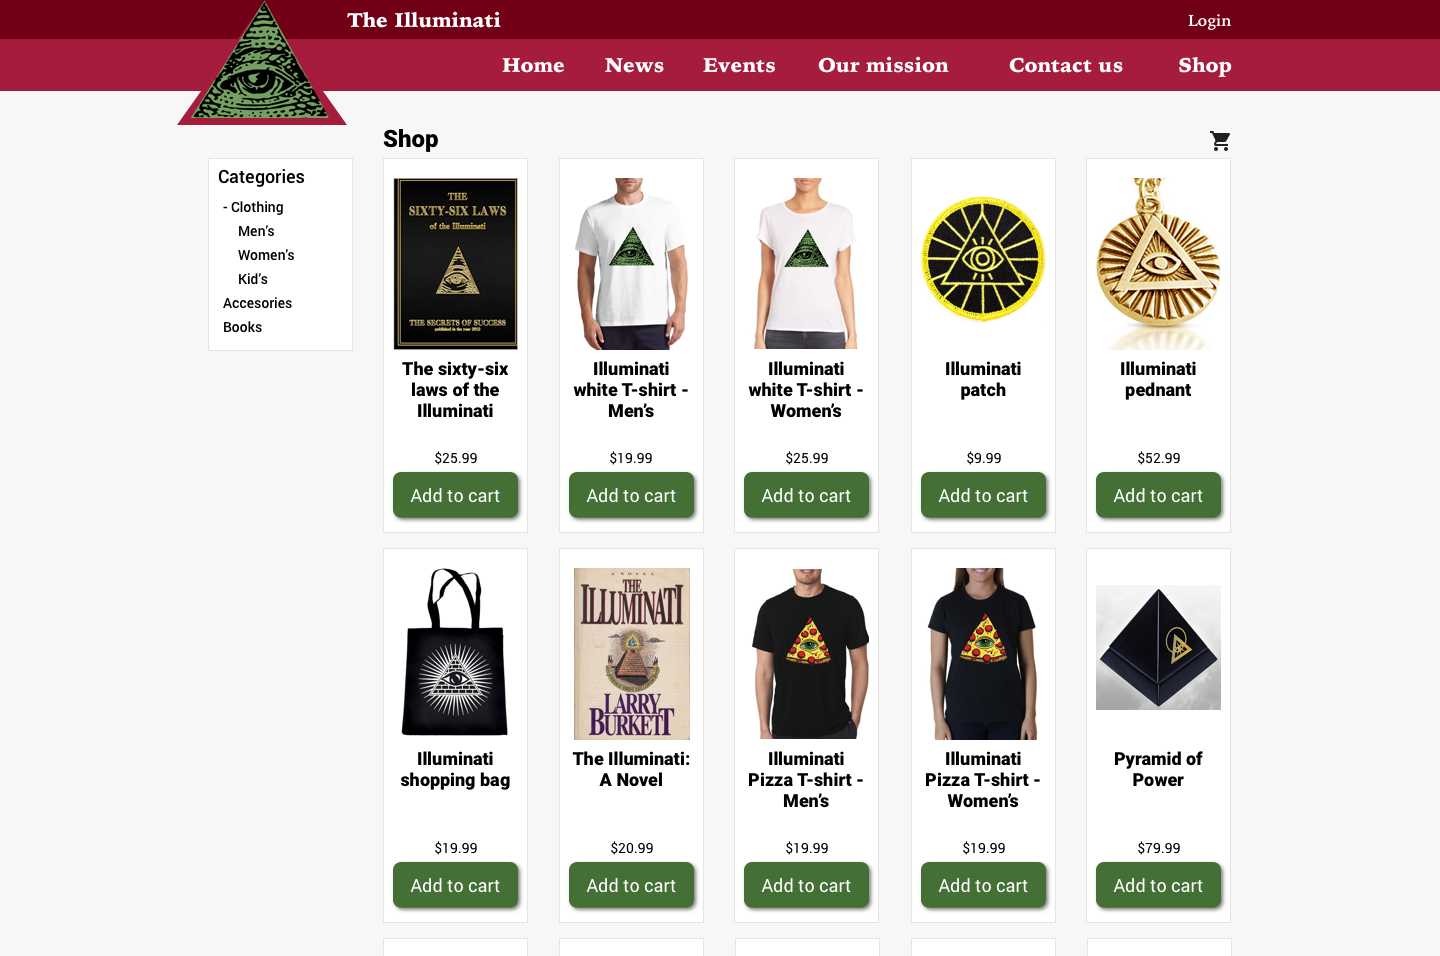 The Illuminati
Login
Home News Events Our mission Contact us Shop
Shop
Categories
- Clothing
Men's
Women's
Kid's
Accesories
Books
THE
SIXTY-SIX LAWS
of the Illuminati
THE SECRETS OF SUCCESS
published in the year 2013
The sixty-six
laws of the
Illuminati
$25.99
Add to cart
Illuminati
white T-shirt -
Men's
$19.99
Add to cart
Illuminati
white T-shirt -
Women's
$25.99
Add to cart
Illuminati
patch
$9.99
Add to cart
Illuminati
pednant
$52.99
Add to cart
Illuminati
shopping bag
$19.99
Add to cart
A NOVEL
THE
ILLUMINATI
LARRY
BURKETT
The Illuminati:
A Novel
$20.99
Add to cart
Illuminati
Pizza T-shirt -
Men's
$19.99
Add to cart
Illuminati
Pizza T-shirt -
Women's
$19.99
Add to cart
Pyramid of
Power
$79.99
Add to cart